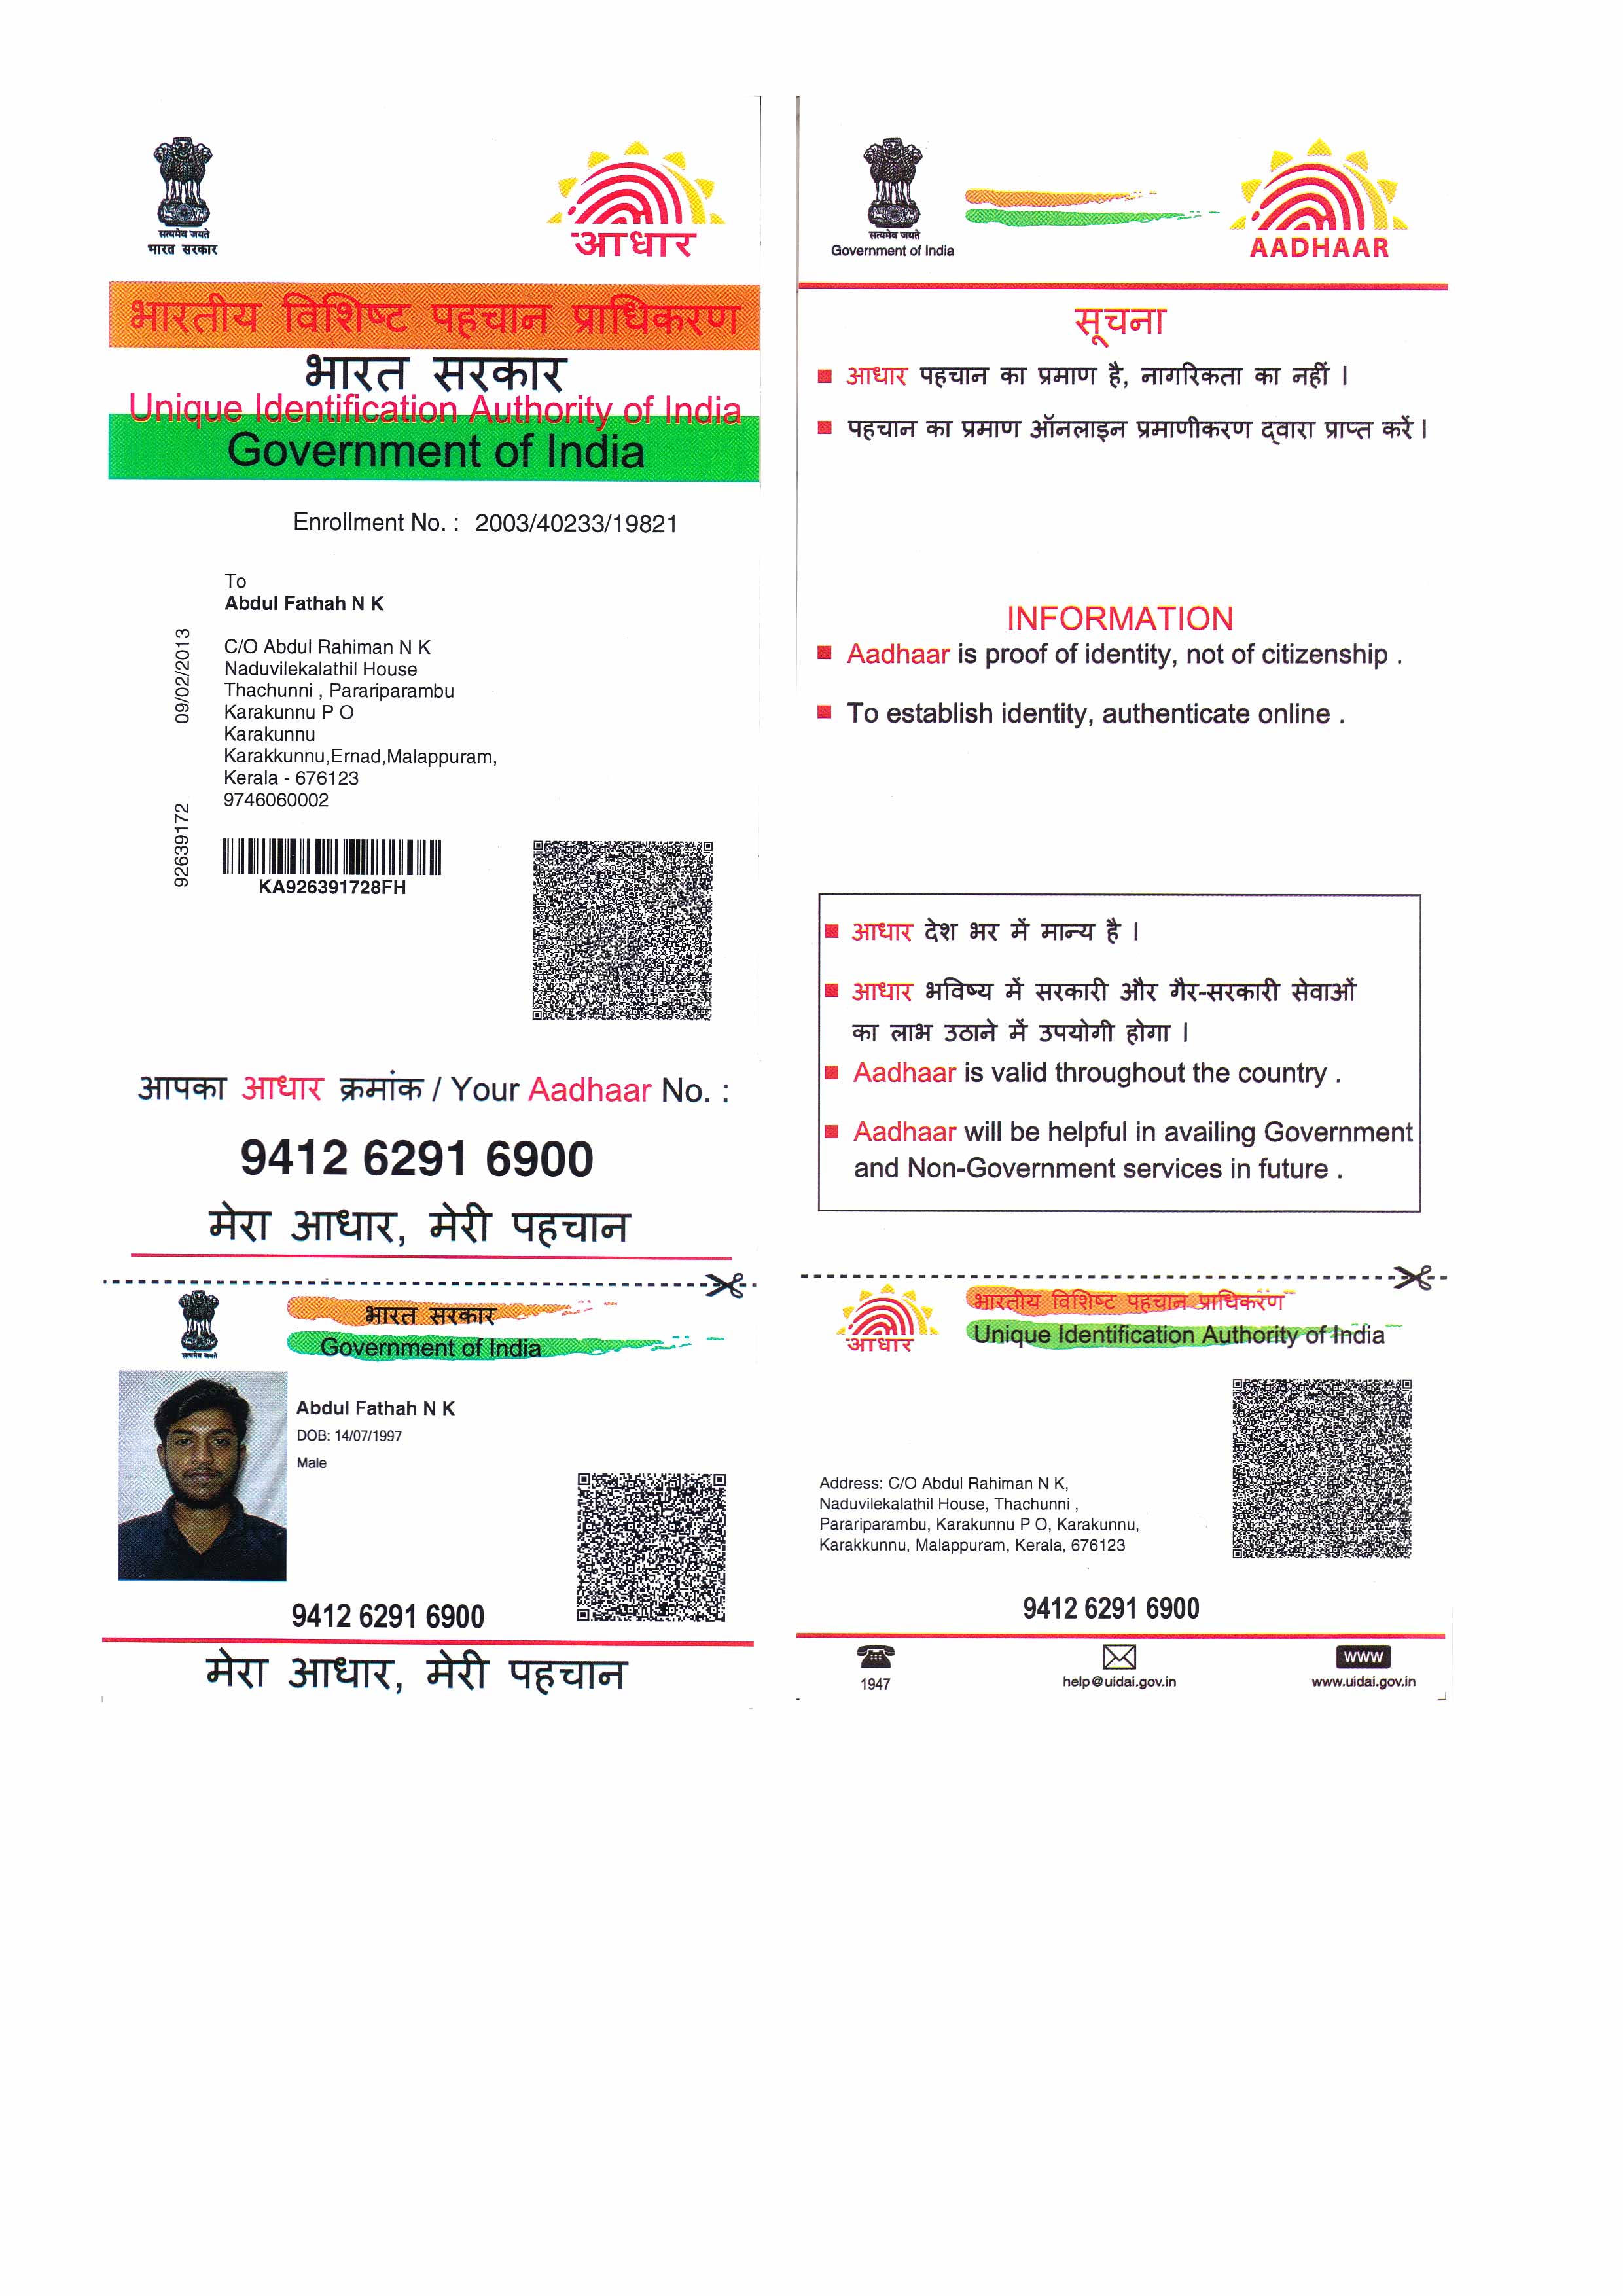 सत्यमेव जयते
भारत सरकार
आधार
भारतीय विशिष्ट पहचान प्राधिकरण
भारत सरकार
Unique Identification Authority of India
Government of India
Enrollment No. : 2003/40233/19821
To
Abdul Fathah N K
C/O Abdul Rahiman N K
Naduvilekalathil House
Thachunni , Parariparambu
Karakunnu P O
Karakunnu
Karakkunnu,Ernad,Malappuram,
Kerala - 676123
9746060002
09/02/2013
92639172
KA926391728FH
आपका आधार क्रमांक / Your Aadhaar No. :
9412 6291 6900
मेरा आधार, मेरी पहचान
सत्यमेव जयते
भारत सरकार
Government of India
Abdul Fathah N K
DOB: 14/07/1997
Male
9412 6291 6900
मेरा आधार, मेरी पहचान
सत्यमेव जयते
Government of India
AADHAAR
सूचना
आधार पहचान का प्रमाण है, नागरिकता का नहीं ।
पहचान का प्रमाण ऑनलाइन प्रमाणीकरण द्वारा प्राप्त करें ।
INFORMATION
Aadhaar is proof of identity, not of citizenship .
To establish identity, authenticate online .
आधार देश भर में मान्य है ।
आधार भविष्य में सरकारी और गैर-सरकारी सेवाओं
का लाभ उठाने में उपयोगी होगा ।
Aadhaar is valid throughout the country .
Aadhaar will be helpful in availing Government
and Non-Government services in future .
आधार
भारतीय विशिष्ट पहचान प्राधिकरण
Unique Identification Authority of India
Address: C/O Abdul Rahiman N K,
Naduvilekalathil House, Thachunni ,
Parariparambu, Karakunnu P O, Karakunnu,
Karakkunnu, Malappuram, Kerala, 676123
9412 6291 6900
1947
help@uidai.gov.in
www
www.uidai.gov.in